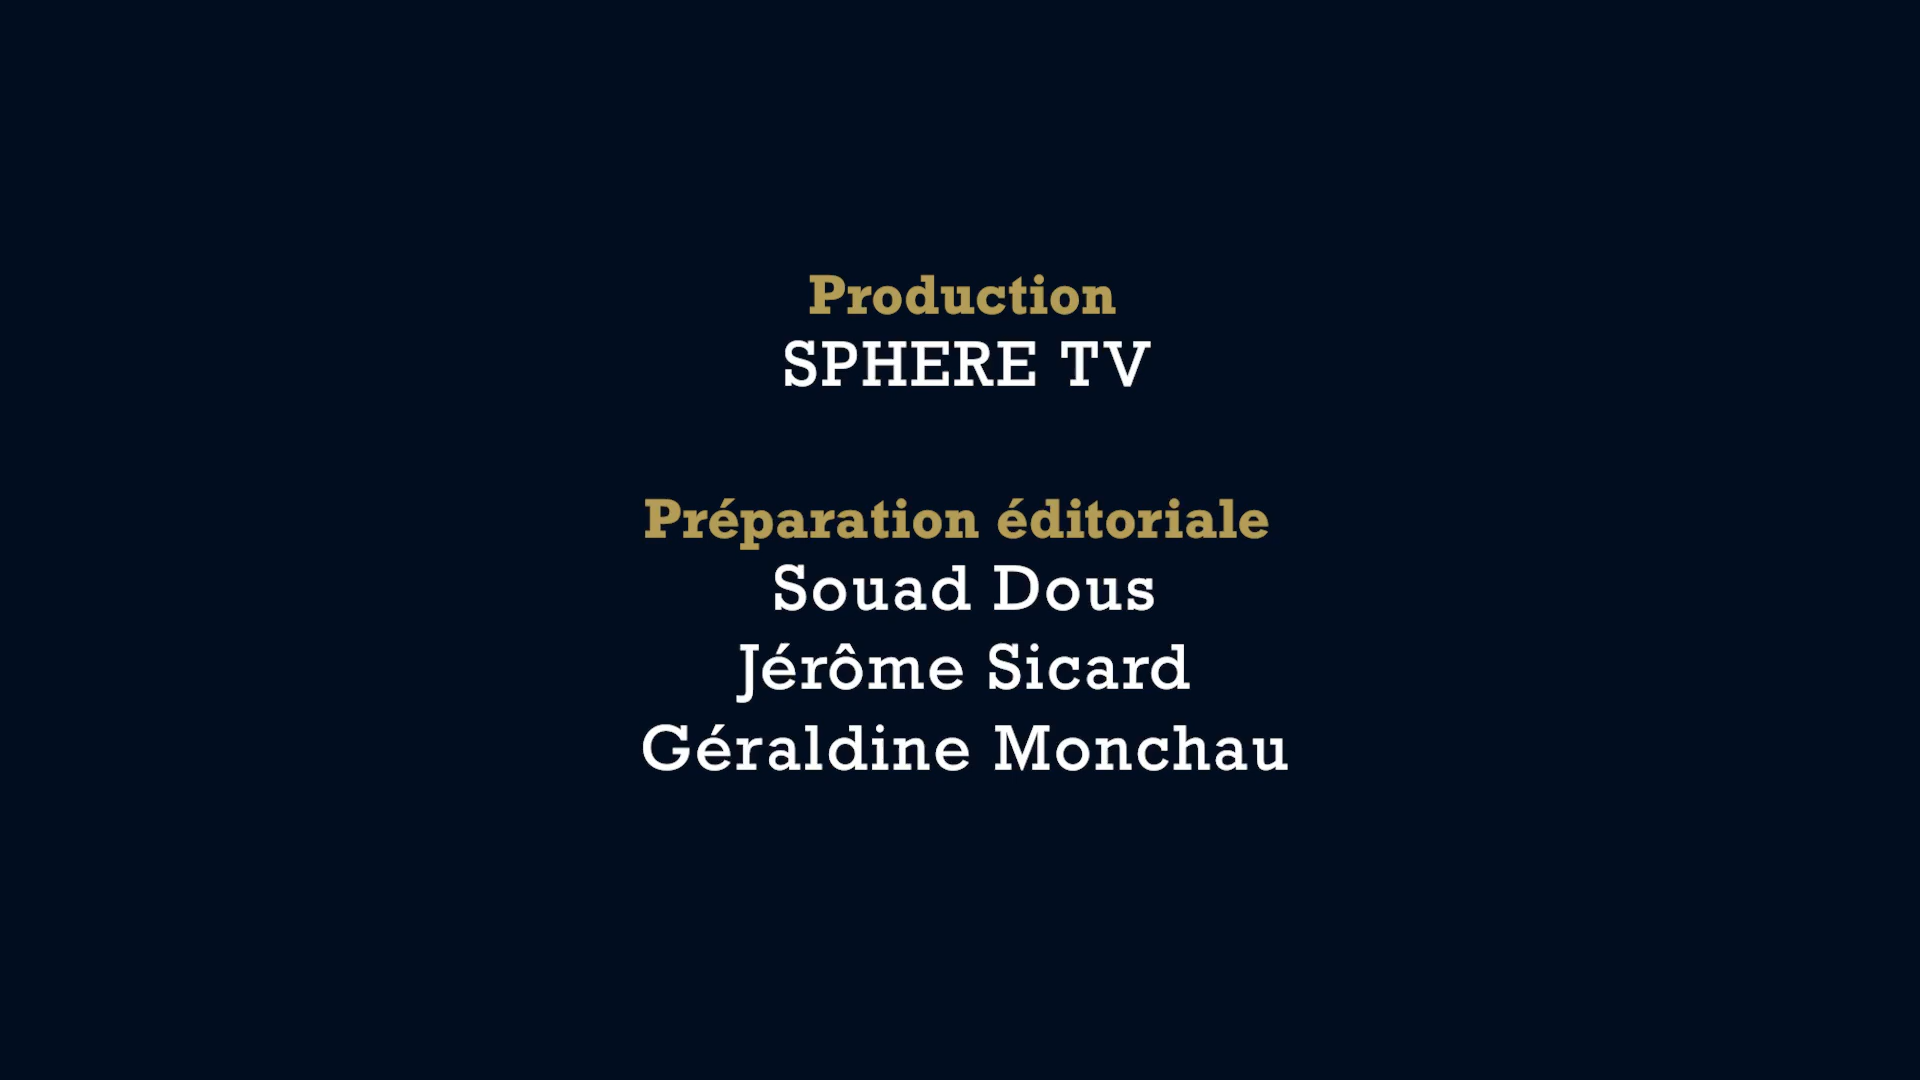 Production
SPHERE TV
Préparation éditoriale
Souad Dous
Jérôme Sicard
Géraldine Monchau